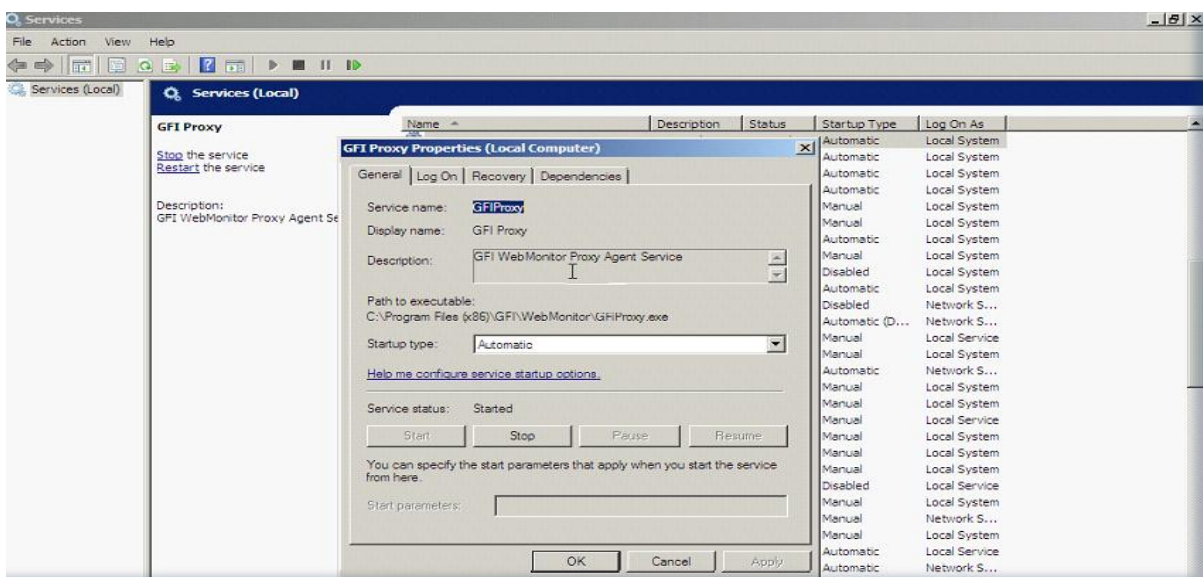 Services
File Action View Help
Services (Local)
Services (Local)
GFI Proxy
Stop the service
Restart the service
Description:
GFI WebMonitor Proxy Agent Se
Name Description Status Startup Type Log On As
GFI Proxy Properties (Local Computer)
General Log On Recovery Dependencies
Service name: GFIProxy
Display name: GFI Proxy
Description: GFI WebMonitor Proxy Agent Service
Path to executable:
C:\Program Files (x86)\GFI\WebMonitor\GFiProxy.exe
Startup type: Automatic
Help me configure service startup options.
Service status: Started
Start Stop Pause Resume
You can specify the start parameters that apply when you start the service
from here.
Start parameters:
OK Cancel Apply
Automatic Local System
Automatic Local System
Automatic Local System
Automatic Local System
Manual Local System
Manual Local System
Automatic Local System
Manual Local System
Disabled Local System
Automatic Local System
Disabled Network S...
Automatic (D... Network S...
Manual Local Service
Manual Local System
Automatic Network S...
Manual Local System
Manual Local System
Manual Local Service
Manual Local System
Manual Local System
Manual Local System
Disabled Local Service
Manual Local System
Manual Network S...
Manual Local System
Automatic Local Service
Automatic Network S...